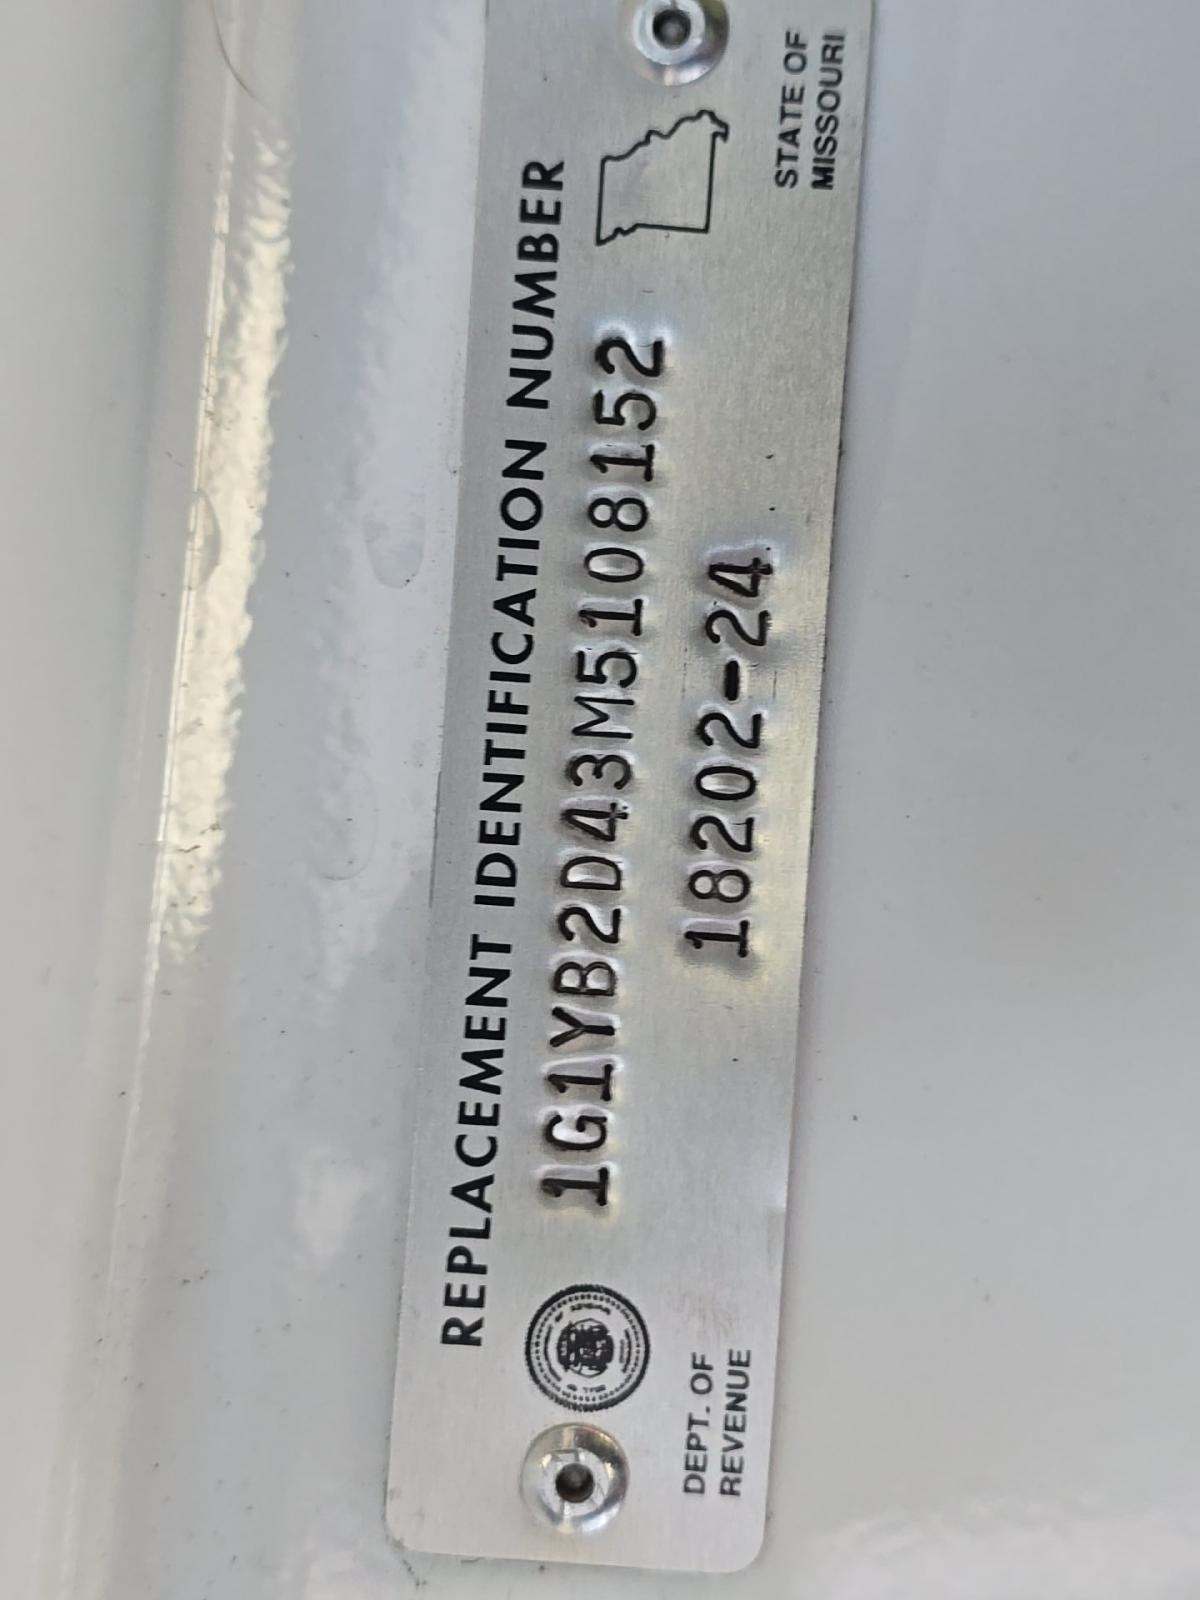 REPLACEMENT IDENTIFICATION NUMBER
1G1YB2D43M5108152
18202-24
DEPT. OF
REVENUE
STATE OF
MISSOURI